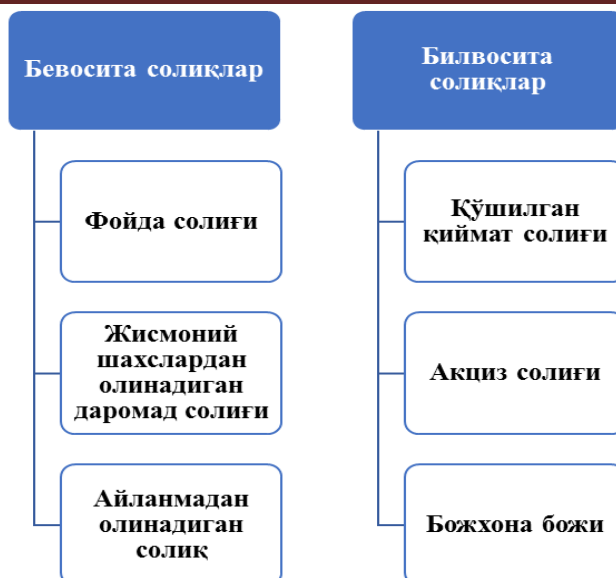 Бевосита солиқлар
Фойда солиғи
Жисмоний
шахслардан
олинадиган
даромад солиғи
Айланмадан
олинадиган
солиқ
Билвосита
солиқлар
Қўшилган
қиймат солиғи
Акциз солиғи
Божхона божи